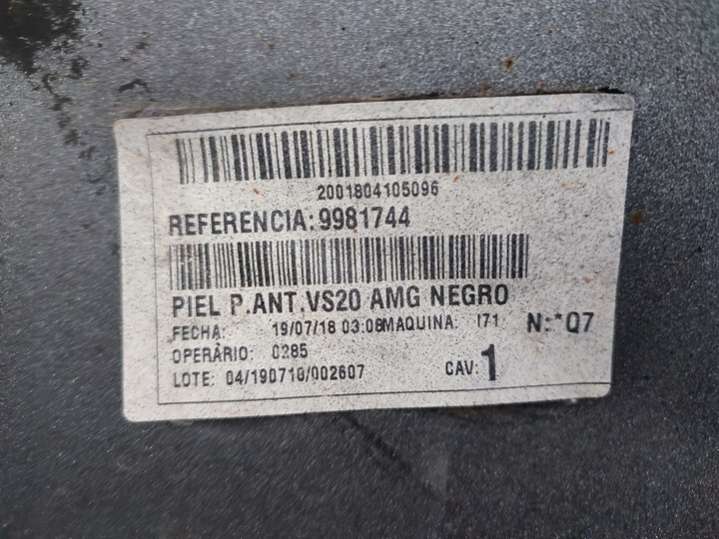 2001804105096
REFERENCIA: 9981744
PIEL P.ANT.VS20 AMG NEGRO
FECHA: 19/07/18 03:08 MAQUINA: I71 N:*Q7
OPERÀRIO: 0285
LOTE: 04/190718/002607 CAV: 1